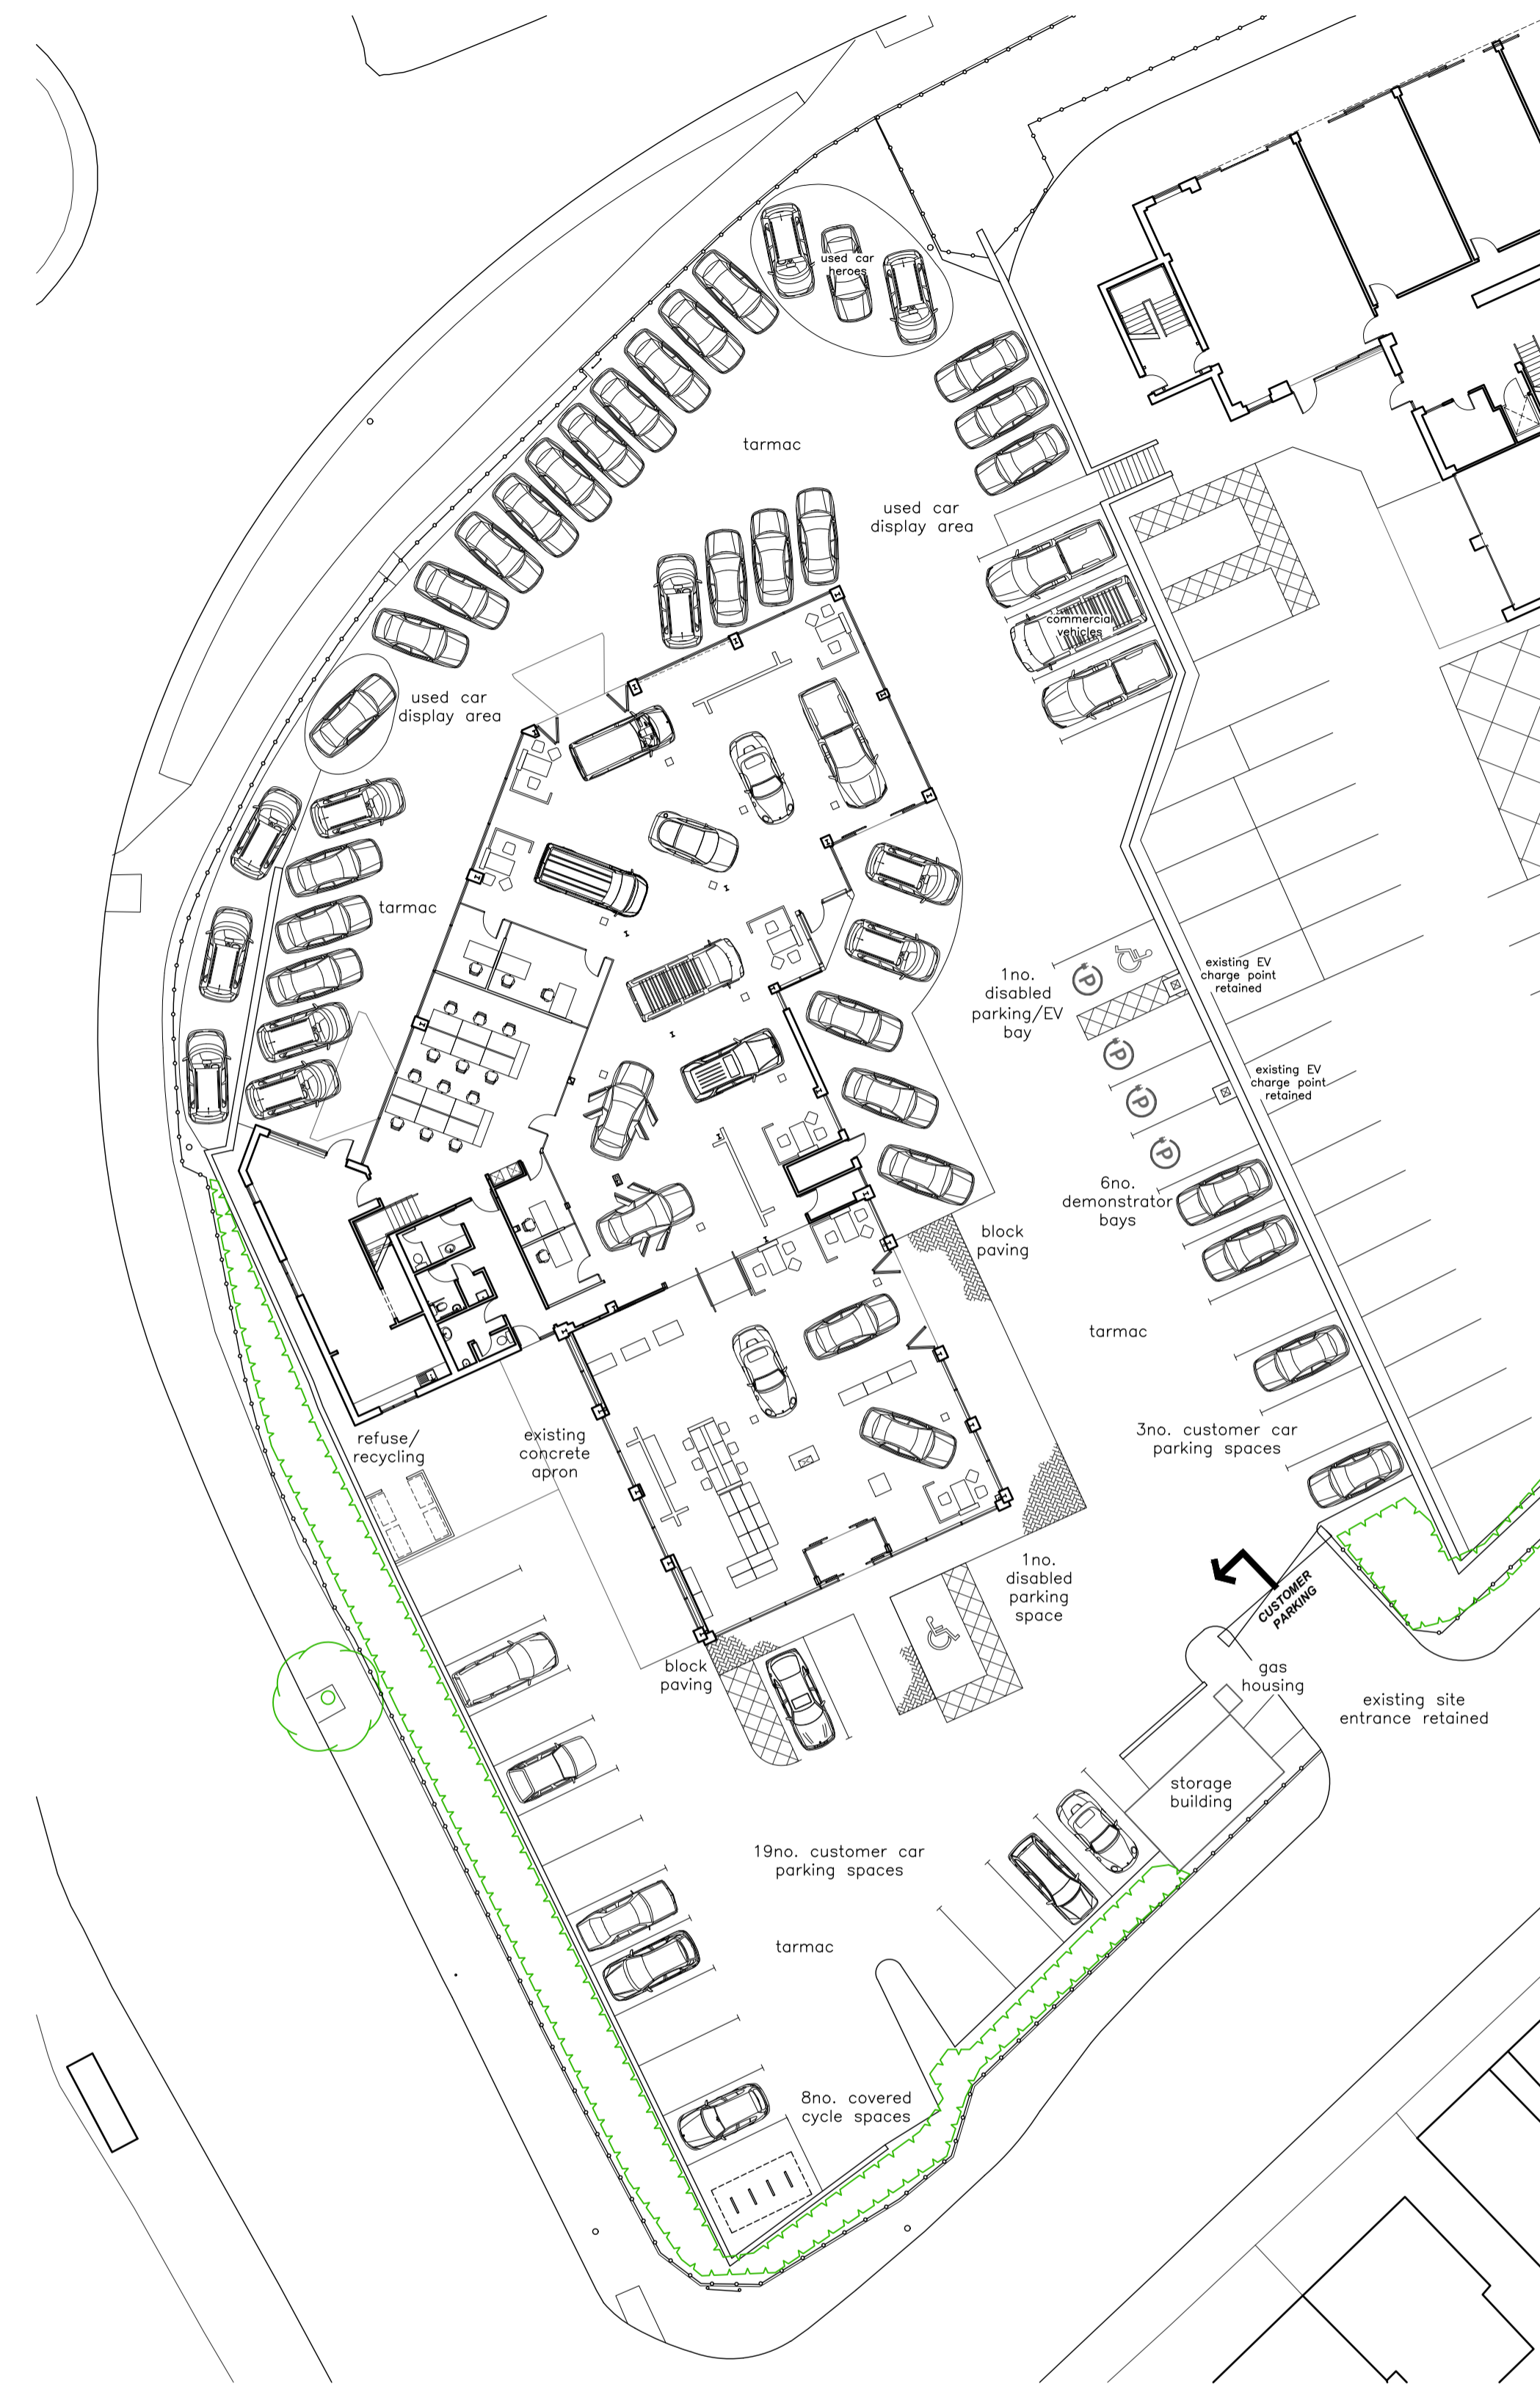 used car
heroes
tarmac
used car
display area
commercial
vehicles
used car
display area
tarmac
1no.
disabled
parking/EV
bay
P
existing EV
charge point
retained
P
existing EV
charge point
retained
P
P
6no.
demonstrator
bays
block
paving
tarmac
3no. customer car
parking spaces
refuse/
recycling
existing
concrete
apron
1no.
disabled
parking
space
CUSTOMER
PARKING
block
paving
gas
housing
existing site
entrance retained
storage
building
19no. customer car
parking spaces
tarmac
8no. covered
cycle spaces